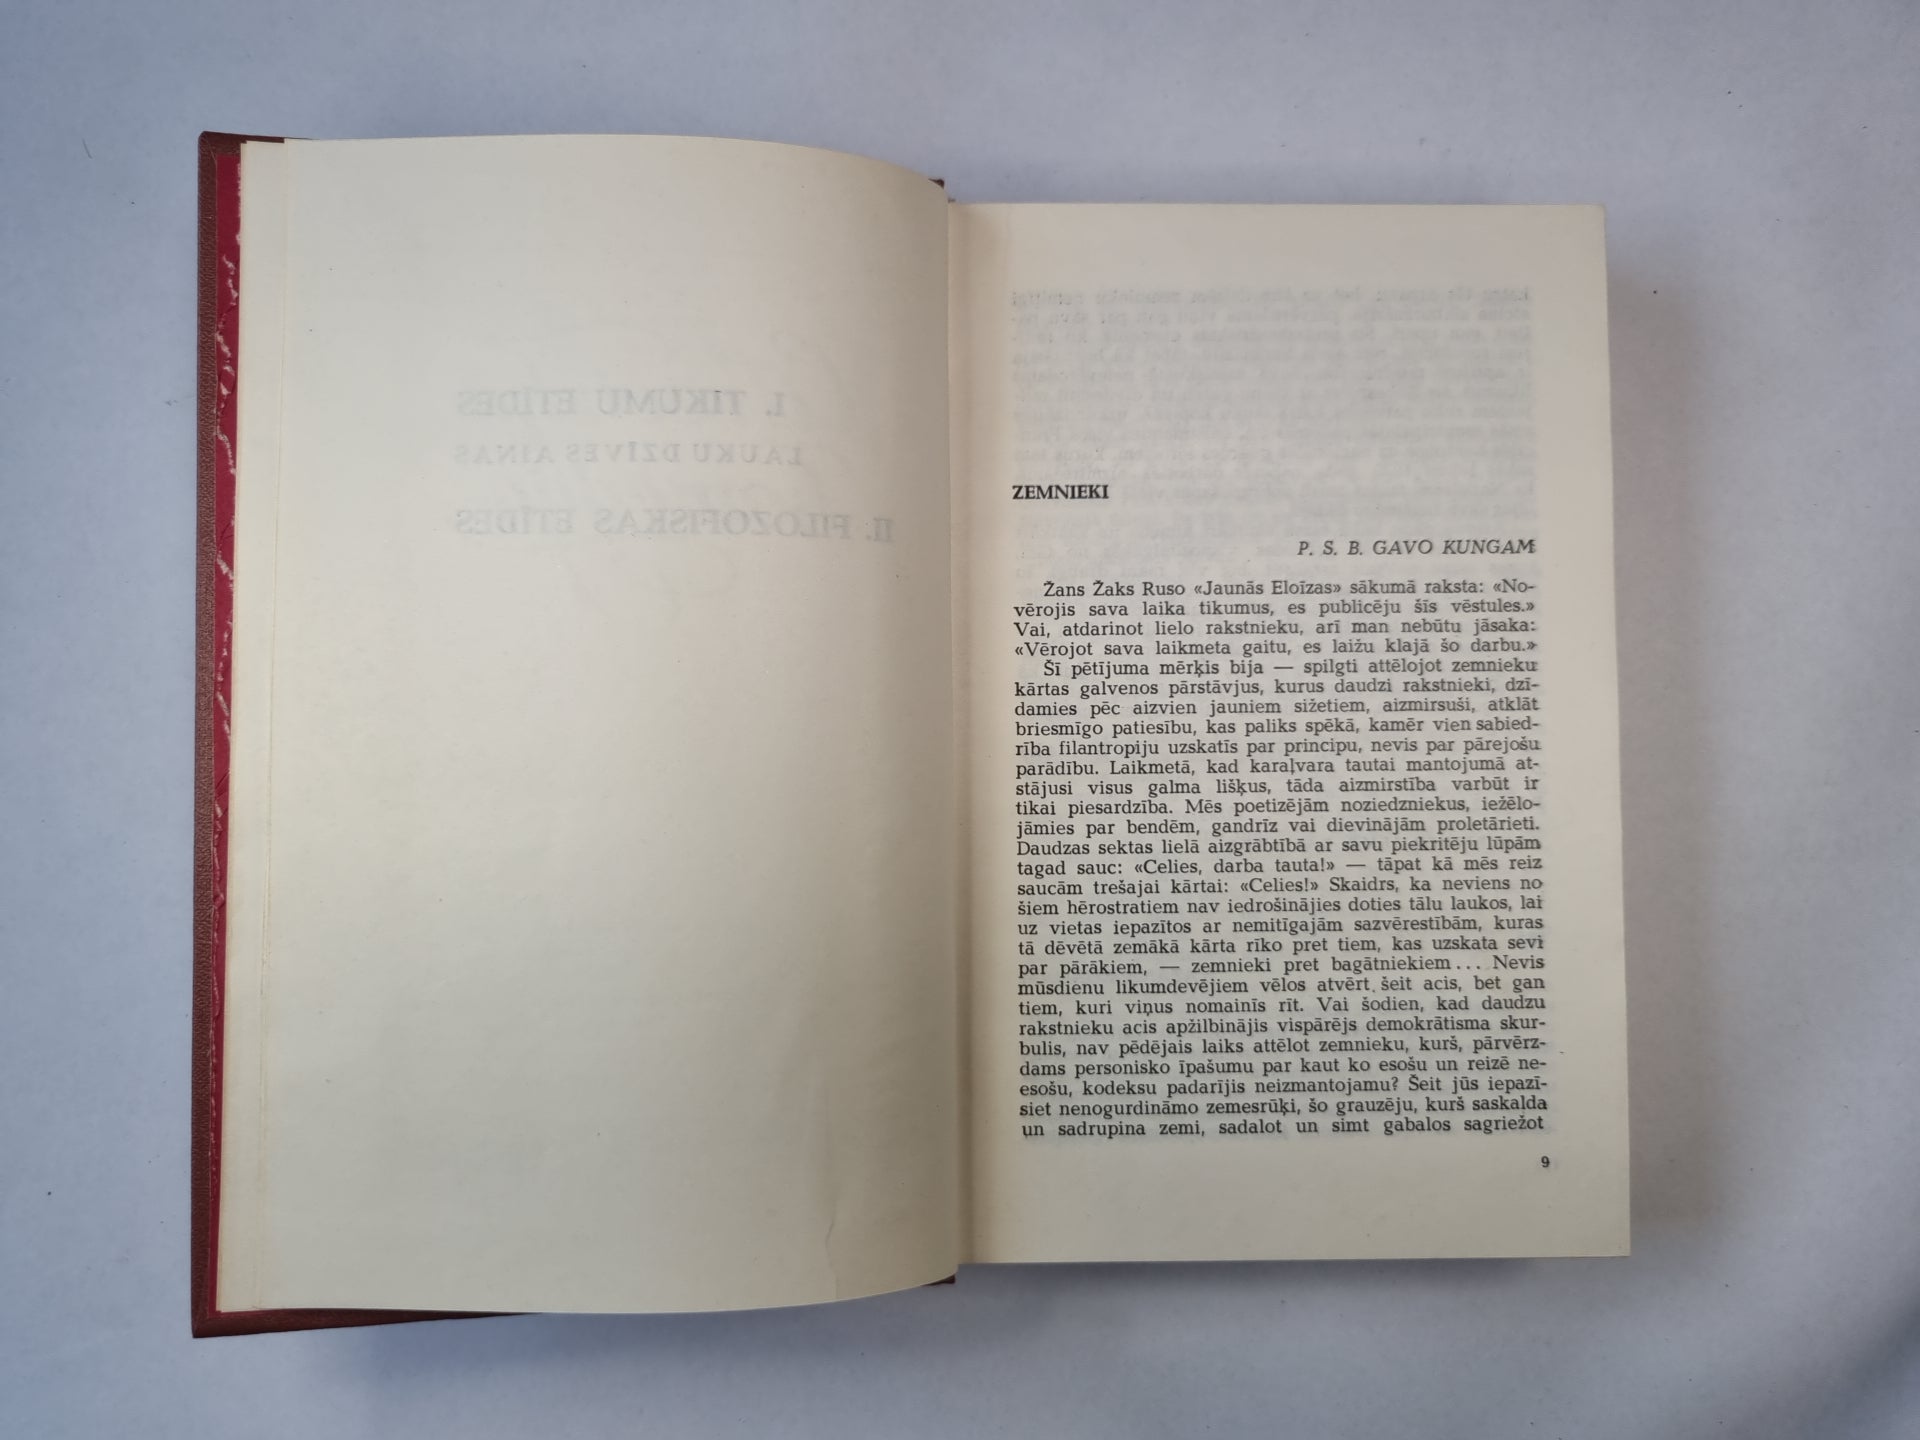 I. TIKUMU ETĪDES
LAUKU DZĪVES AINAS
II. FILOZOFISKAS ETĪDES
ZEMNIEKI
P. S. B. GAVO KUNGAM
Žans Žaks Ruso «Jaunās Eloīzas» sākumā raksta: «No-
vērojis sava laika tikumus, es publicēju šīs vēstules.»
Vai, atdarinot lielo rakstnieku, arī man nebūtu jāsaka:
«Vērojot sava laikmeta gaitu, es laižu klajā šo darbu.»
Šī pētījuma mērķis bija — spilgti attēlojot zemnieku
kārtas galvenos pārstāvjus, kurus daudzi rakstnieki, dzī-
damies pēc aizvien jauniem sižetiem, aizmirsuši, atklāt
briesmīgo patiesību, kas paliks spēkā, kamēr vien sabied-
rība filantropiju uzskatīs par principu, nevis par pārejošu
parādību. Laikmetā, kad karaļvara tautai mantojumā at-
stājusi visus galma lišķus, tāda aizmirstība varbūt ir
tikai piesardzība. Mēs poetizējām noziedzniekus, iežēlo-
jāmies par bendēm, gandrīz vai dievinājām proletārieti.
Daudzas sektas lielā aizgrābtībā ar savu piekritēju lūpām
tagad sauc: «Celies, darba tauta!» — tāpat kā mēs reiz
saucām trešajai kārtai: «Celies!» Skaidrs, ka neviens no
šiem hērostratiem nav iedrošinājies doties tālu laukos, lai
uz vietas iepazītos ar nemitīgajām sazvērestībām, kuras
tā dēvētā zemākā kārta rīko pret tiem, kas uzskata sevi
par pārākiem, — zemnieki pret bagātniekiem... Nevis
mūsdienu likumdevējiem vēlos atvērt šeit acis, bet gan
tiem, kuri viņus nomainīs rīt. Vai šodien, kad daudzu
rakstnieku acis apžilbinājis vispārējs demokrātisma skur-
bulis, nav pēdējais laiks attēlot zemnieku, kurš, pārvērz-
dams personisko īpašumu par kaut ko esošu un reizē ne-
esošu, kodeksu padarījis neizmantojamu? Šeit jūs iepazī-
siet nenogurdināmo zemesrūķi, šo grauzēju, kurš saskalda
un sadrupina zemi, sadalot un simt gabalos sagriežot
9